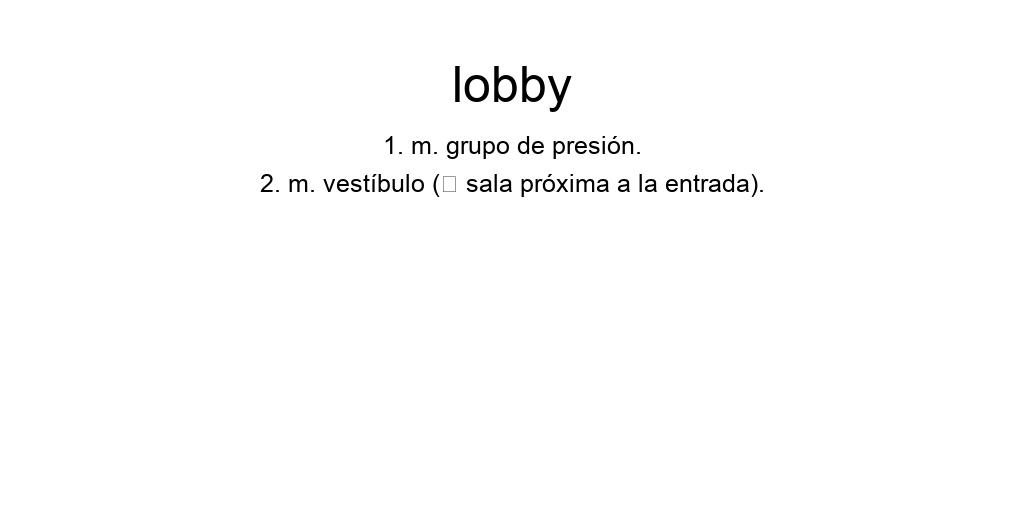 lobby
1. m. grupo de presión.
2. m. vestíbulo (□ sala próxima a la entrada).